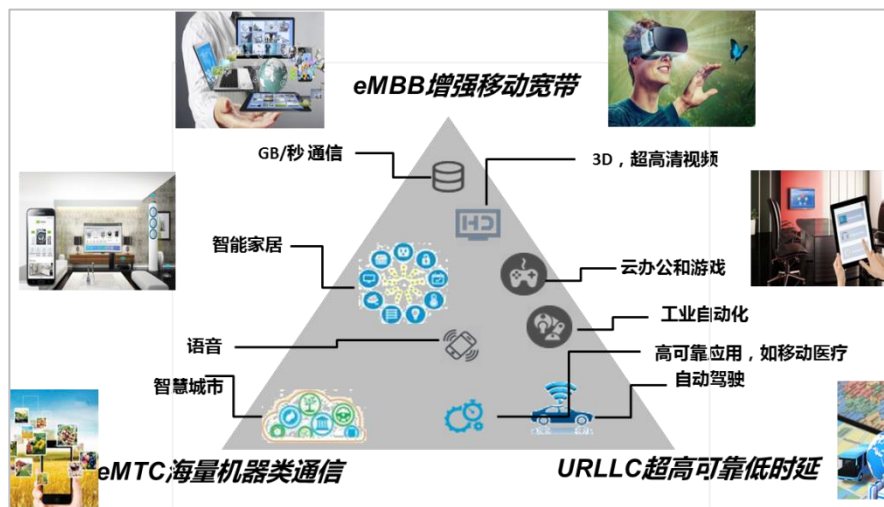 eMBB增强移动宽带
GB/秒 通信
3D，超高清视频
HD
智能家居
云办公和游戏
工业自动化
语音
高可靠应用，如移动医疗
智慧城市
自动驾驶
eMTC海量机器类通信
URLLC超高可靠低时延